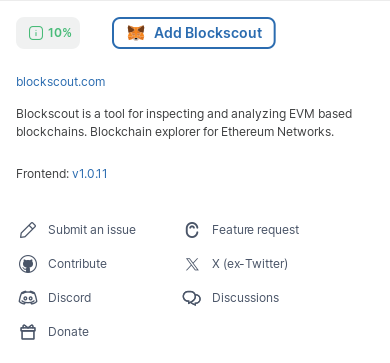 10%
Add Blockscout
blockscout.com
Blockscout is a tool for inspecting and analyzing EVM based
blockchains. Blockchain explorer for Ethereum Networks.
Frontend: v1.0.11
Submit an issue
Feature request
Contribute
X (ex-Twitter)
Discord
Discussions
Donate